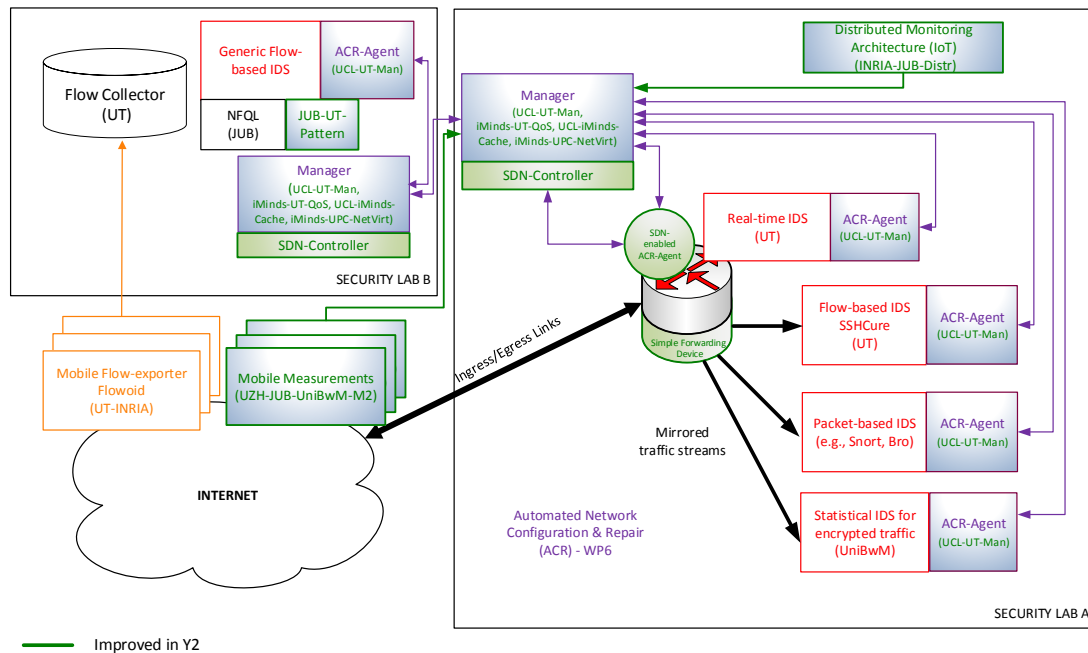 Flow Collector
(UT)
Generic Flow-
based IDS
ACR-Agent
(UCL-UT-Man)
NFQL
(JUB)
JUB-UT-
Pattern
Manager
(UCL-UT-Man,
iMinds-UT-QoS, UCL-iMinds-
Cache, iMinds-UPC-NetVirt)
SDN-Controller
SECURITY LAB B
Mobile Flow-exporter
Flowoid
(UT-INRIA)
Mobile Measurements
(UZH-JUB-UniBwM-M2)
INTERNET
Ingress/Egress Links
Distributed Monitoring
Architecture (IoT)
(INRIA-JUB-Distr)
Manager
(UCL-UT-Man,
iMinds-UT-QoS, UCL-iMinds-
Cache, iMinds-UPC-NetVirt)
SDN-Controller
SDN-
enabled
ACR-Agent
Simple Forwarding
Device
Real-time IDS
(UT)
ACR-Agent
(UCL-UT-Man)
Flow-based IDS
SSHCure
(UT)
ACR-Agent
(UCL-UT-Man)
Packet-based IDS
(e.g., Snort, Bro)
ACR-Agent
(UCL-UT-Man)
Mirrored
traffic streams
Statistical IDS for
encrypted traffic
(UniBwM)
ACR-Agent
(UCL-UT-Man)
Automated Network
Configuration & Repair
(ACR) - WP6
SECURITY LAB A
Improved in Y2